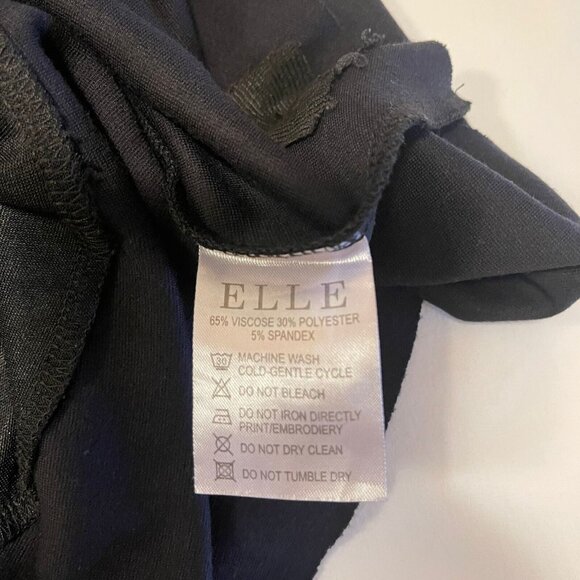 ELLE
65% VISCOSE 30% POLYESTER
5% SPANDEX
30 MACHINE WASH
COLD-GENTLE CYCLE
DO NOT BLEACH
DO NOT IRON DIRECTLY
PRINT/EMBRODIERY
DO NOT DRY CLEAN
DO NOT TUMBLE DRY